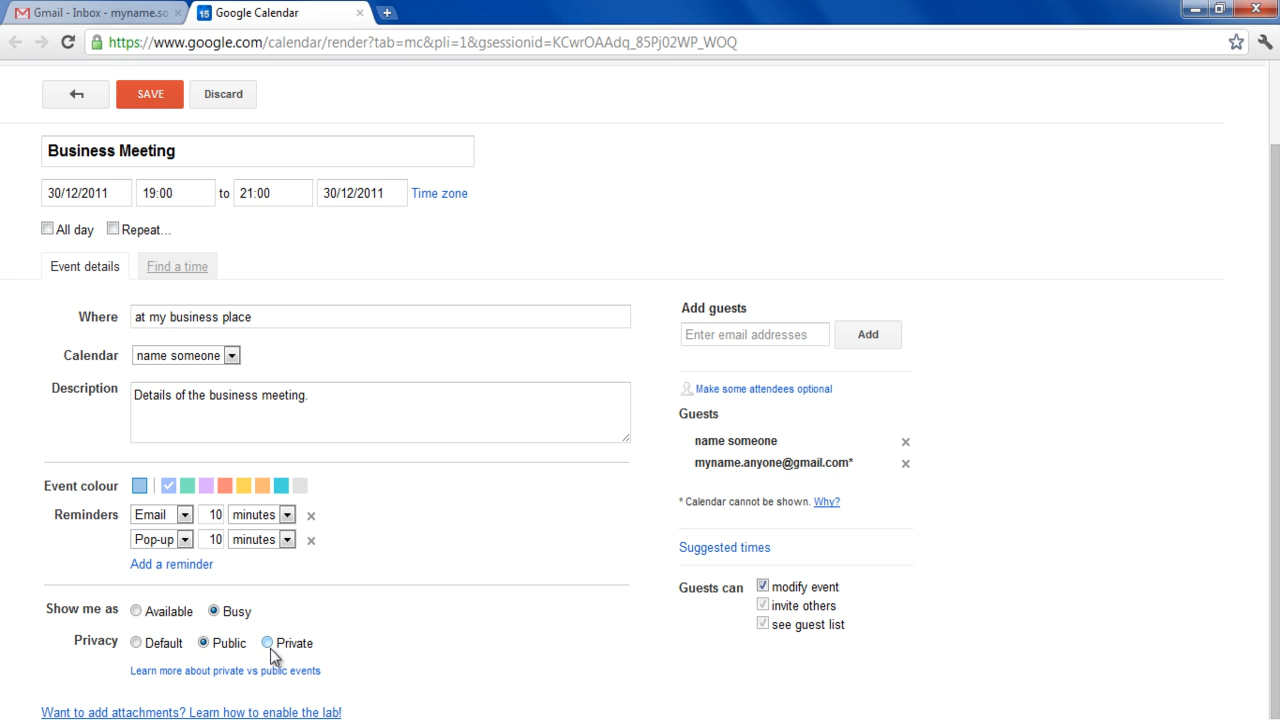 Gmail - Inbox - myname.so
15 Google Calendar
https://www.google.com/calendar/render?tab=mc&pli=1&gsessionid=KCwrOAAdq_85Pj02WP_WOQ
SAVE Discard
Business Meeting
30/12/2011 19:00 to 21:00 30/12/2011 Time zone
All day Repeat...
Event details Find a time
Where at my business place
Calendar name someone
Description Details of the business meeting.
Event colour
Reminders Email 10 minutes
Pop-up 10 minutes
Add a reminder
Show me as Available Busy
Privacy Default Public Private
Learn more about private vs public events
Want to add attachments? Learn how to enable the lab!
Add guests
Enter email addresses Add
Make some attendees optional
Guests
name someone
myname.anyone@gmail.com*
* Calendar cannot be shown. Why?
Suggested times
Guests can modify event
invite others
see guest list